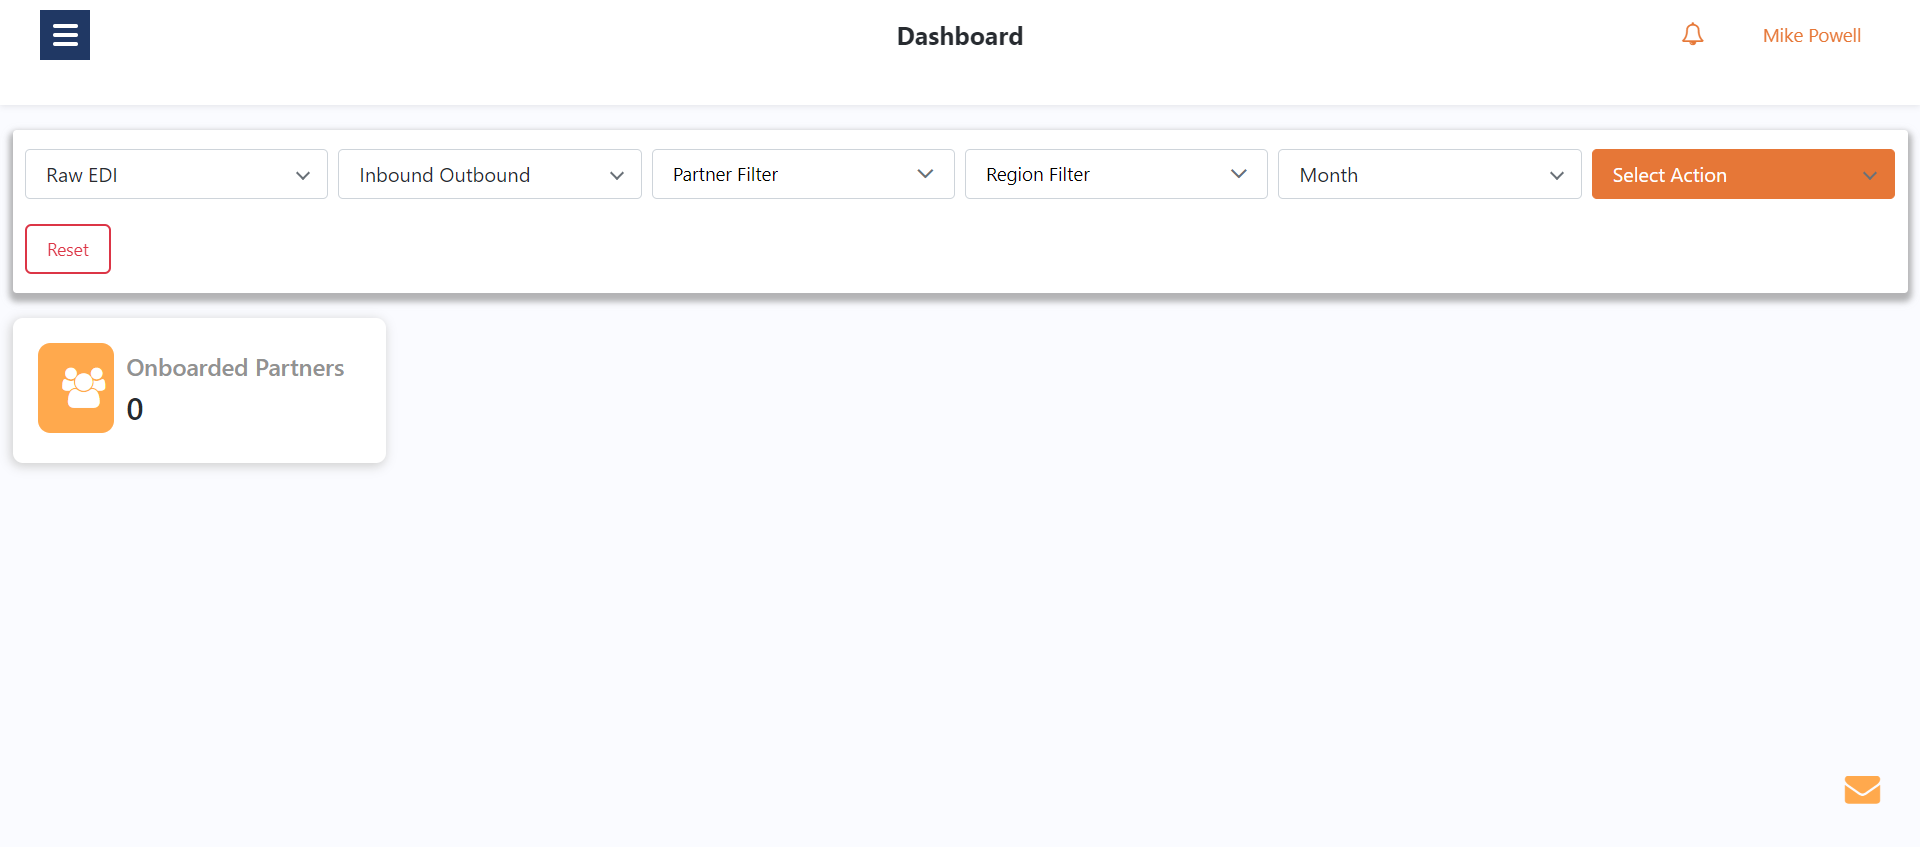 Dashboard
Mike Powell
Raw EDI
Inbound Outbound
Partner Filter
Region Filter
Month
Select Action
Reset
Onboarded Partners
0